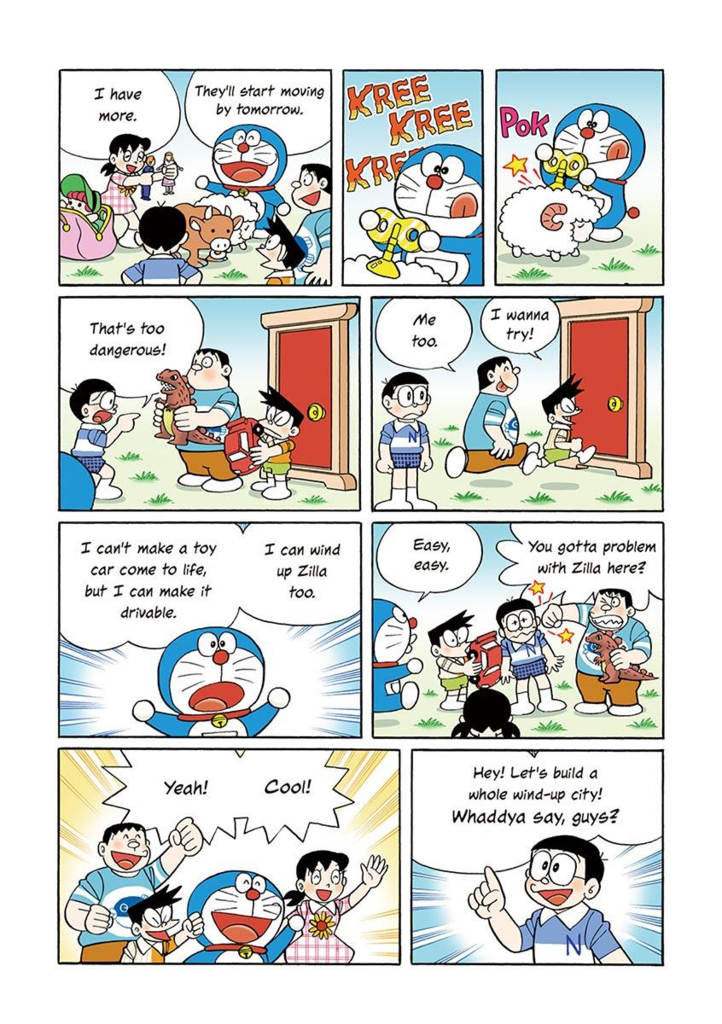 POK
KREE
KREE
KREE
They'll start moving
by tomorrow.
I have
more.
I wanna
try!
Me
too.
N
G
That's too
dangerous!
You gotta problem
with Zilla here?
Easy,
easy.
I can wind
up Zilla
too.
I can't make a toy
car come to life,
but I can make it
drivable.
Hey! Let's build a
whole wind-up city!
Whaddya say, guys?
N
Cool!
Yeah!
G